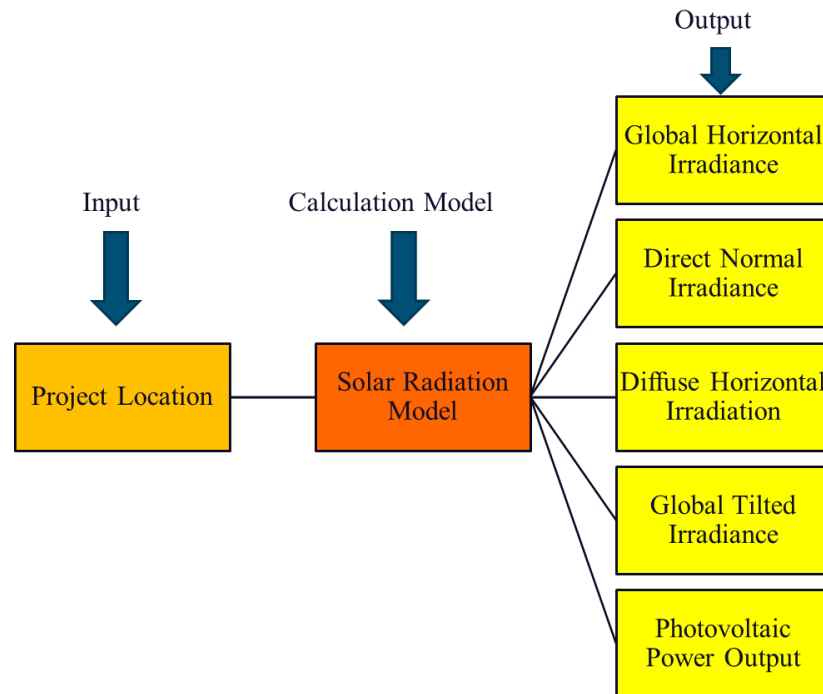 Input
Project Location
Calculation Model
Solar Radiation
Model
Output
Global Horizontal
Irradiance
Direct Normal
Irradiance
Diffuse Horizontal
Irradiation
Global Tilted
Irradiance
Photovoltaic
Power Output